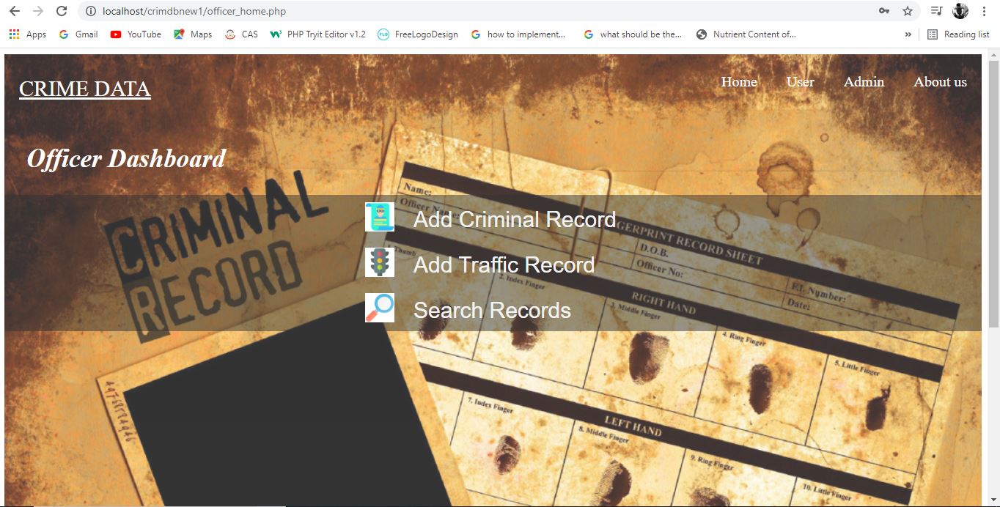 localhost/crimdbnew1/officer_home.php
Apps Gmail YouTube Maps CAS PHP Tryit Editor v1.2 FreeLogoDesign how to implement... what should be the... Nutrient Content of... » Reading list
CRIME DATA
Home User Admin About us
Officer Dashboard
CRIMINAL
RECORD
Name:
Officer Name:
GERPRINT RECORD SHEET
D.O.B.
Officer No:
F.I. Number:
Date:
Add Criminal Record
Add Traffic Record
Search Records
RIGHT HAND
Thumb
2. Index Finger
3. Middle Finger
4. Ring Finger
5. Little Finger
LEFT HAND
7. Index Finger
8. Middle Finger
9. Ring Finger
10. Little Finger